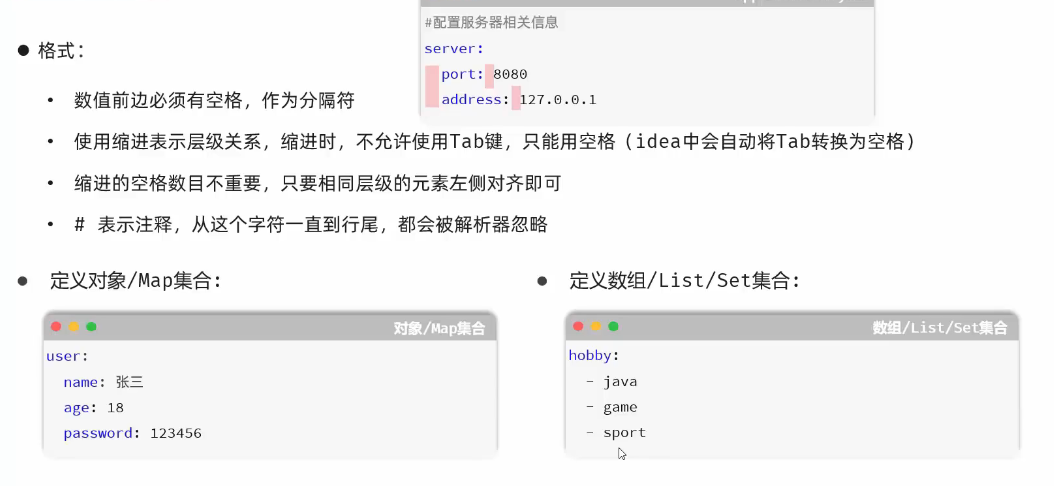 #配置服务器相关信息
server:
port: 8080
address: 127.0.0.1
格式：
数值前边必须有空格，作为分隔符
使用缩进表示层级关系，缩进时，不允许使用Tab键，只能用空格（idea中会自动将Tab转换为空格）
缩进的空格数目不重要，只要相同层级的元素左侧对齐即可
# 表示注释，从这个字符一直到行尾，都会被解析器忽略
定义对象/Map集合：
对象/Map集合
user:
name: 张三
age: 18
password: 123456
定义数组/List/Set集合：
数组/List/Set集合
hobby:
- java
- game
- sport